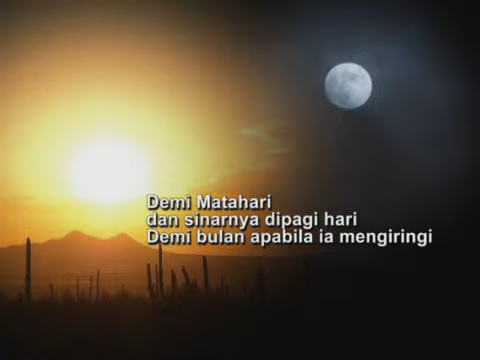 Demi Matahari
dan sinarnya dipagi hari
Demi bulan apabila ia mengiringi